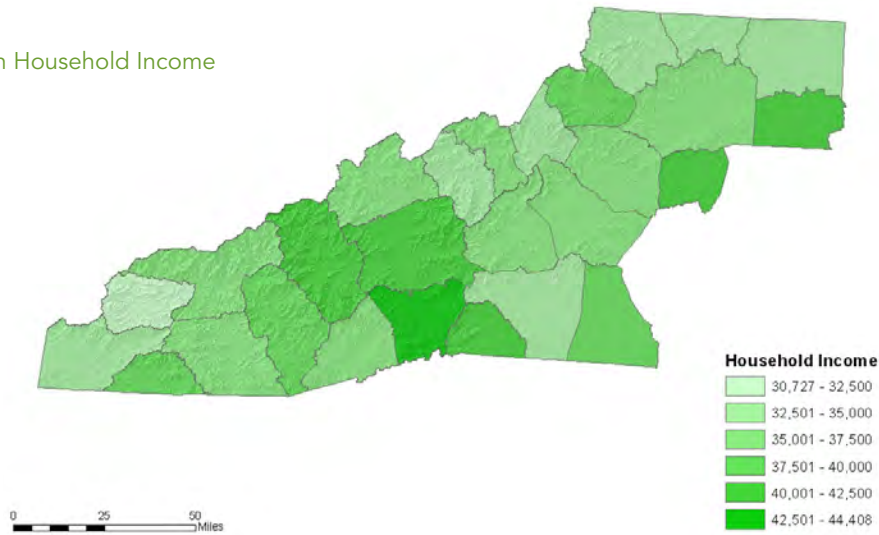 Household Income
Household Income
30,727 - 32,500
32,501 - 35,000
35,001 - 37,500
37,501 - 40,000
40,001 - 42,500
42,501 - 44,408
0 25 50
Miles